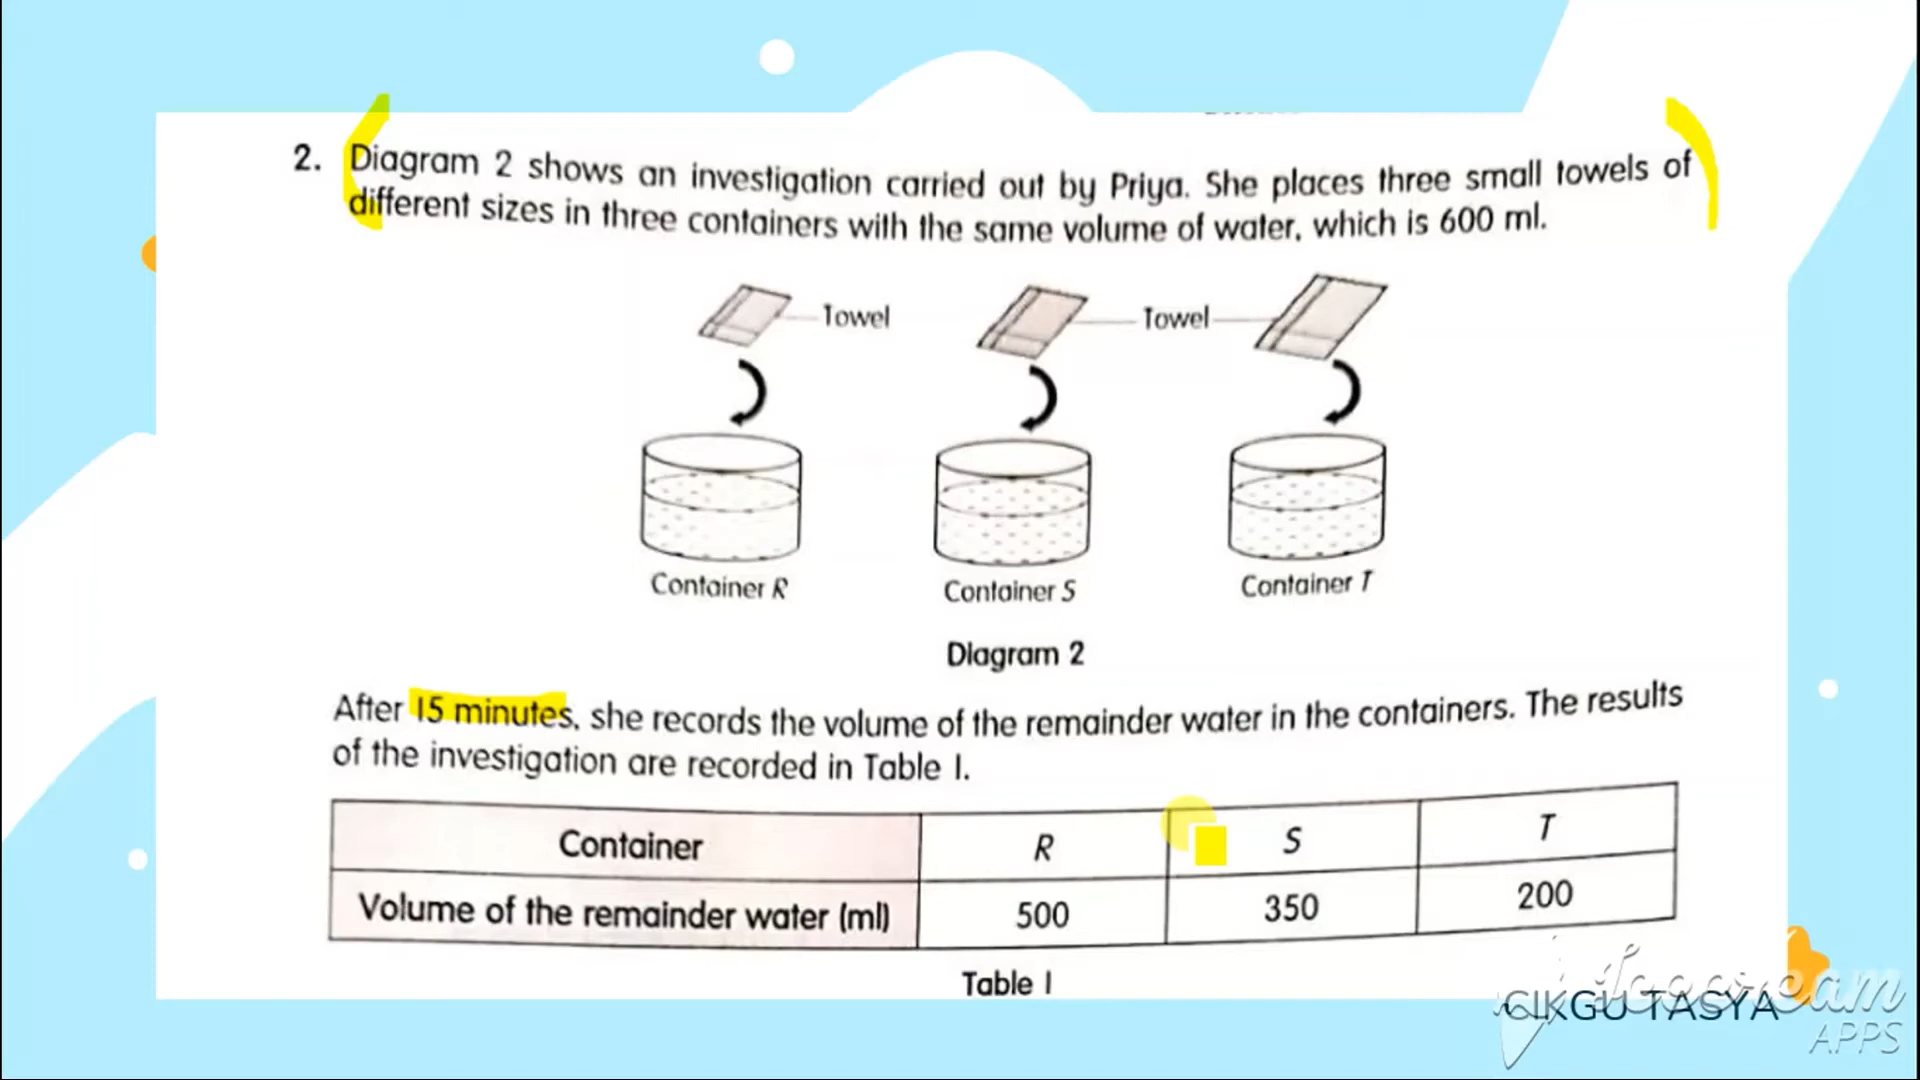 2. Diagram 2 shows an investigation carried out by Priya. She places three small towels of
different sizes in three containers with the same volume of water, which is 600 ml.
Towel
Towel
Container R
Container S
Container T
Diagram 2
After 15 minutes, she records the volume of the remainder water in the containers. The results
of the investigation are recorded in Table 1.
Container R S T
Volume of the remainder water (ml) 500 350 200
Table 1
CIKGU TASYA
APPS